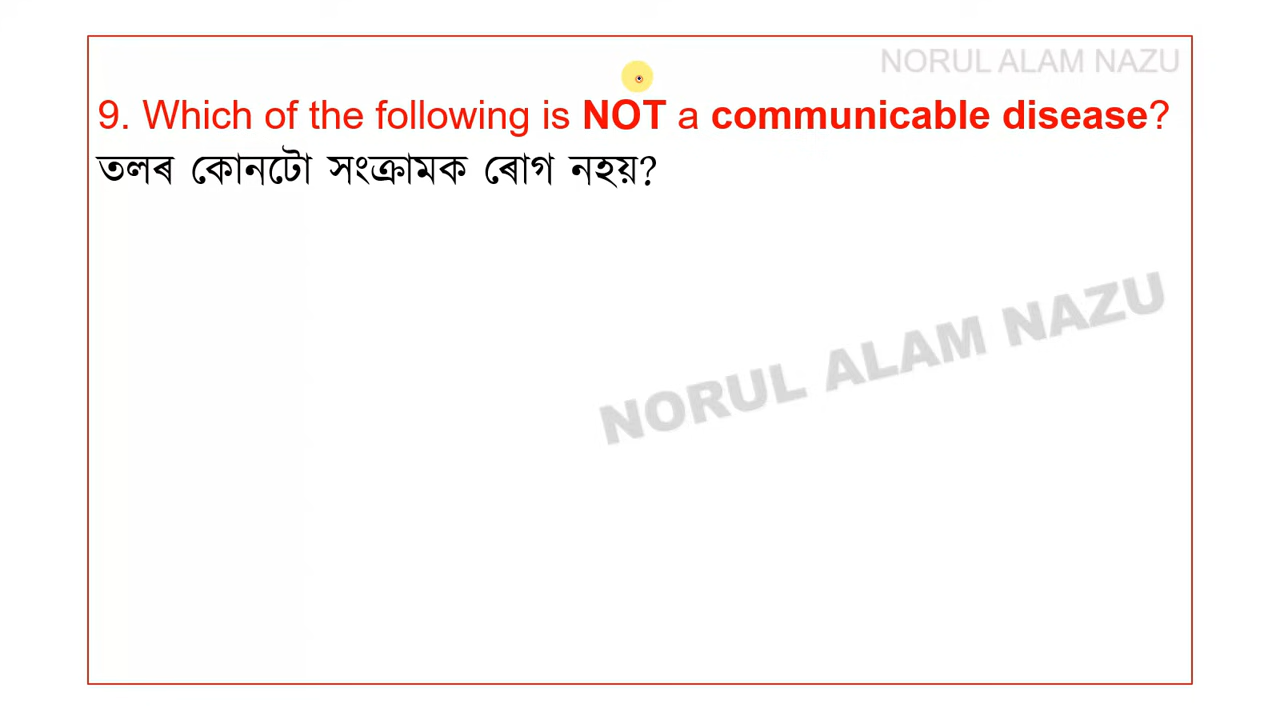 NORUL ALAM NAZU
9. Which of the following is NOT a communicable disease?
তলৰ কোনটো সংক্ৰামক ৰোগ নহয়?
NORUL ALAM NAZU